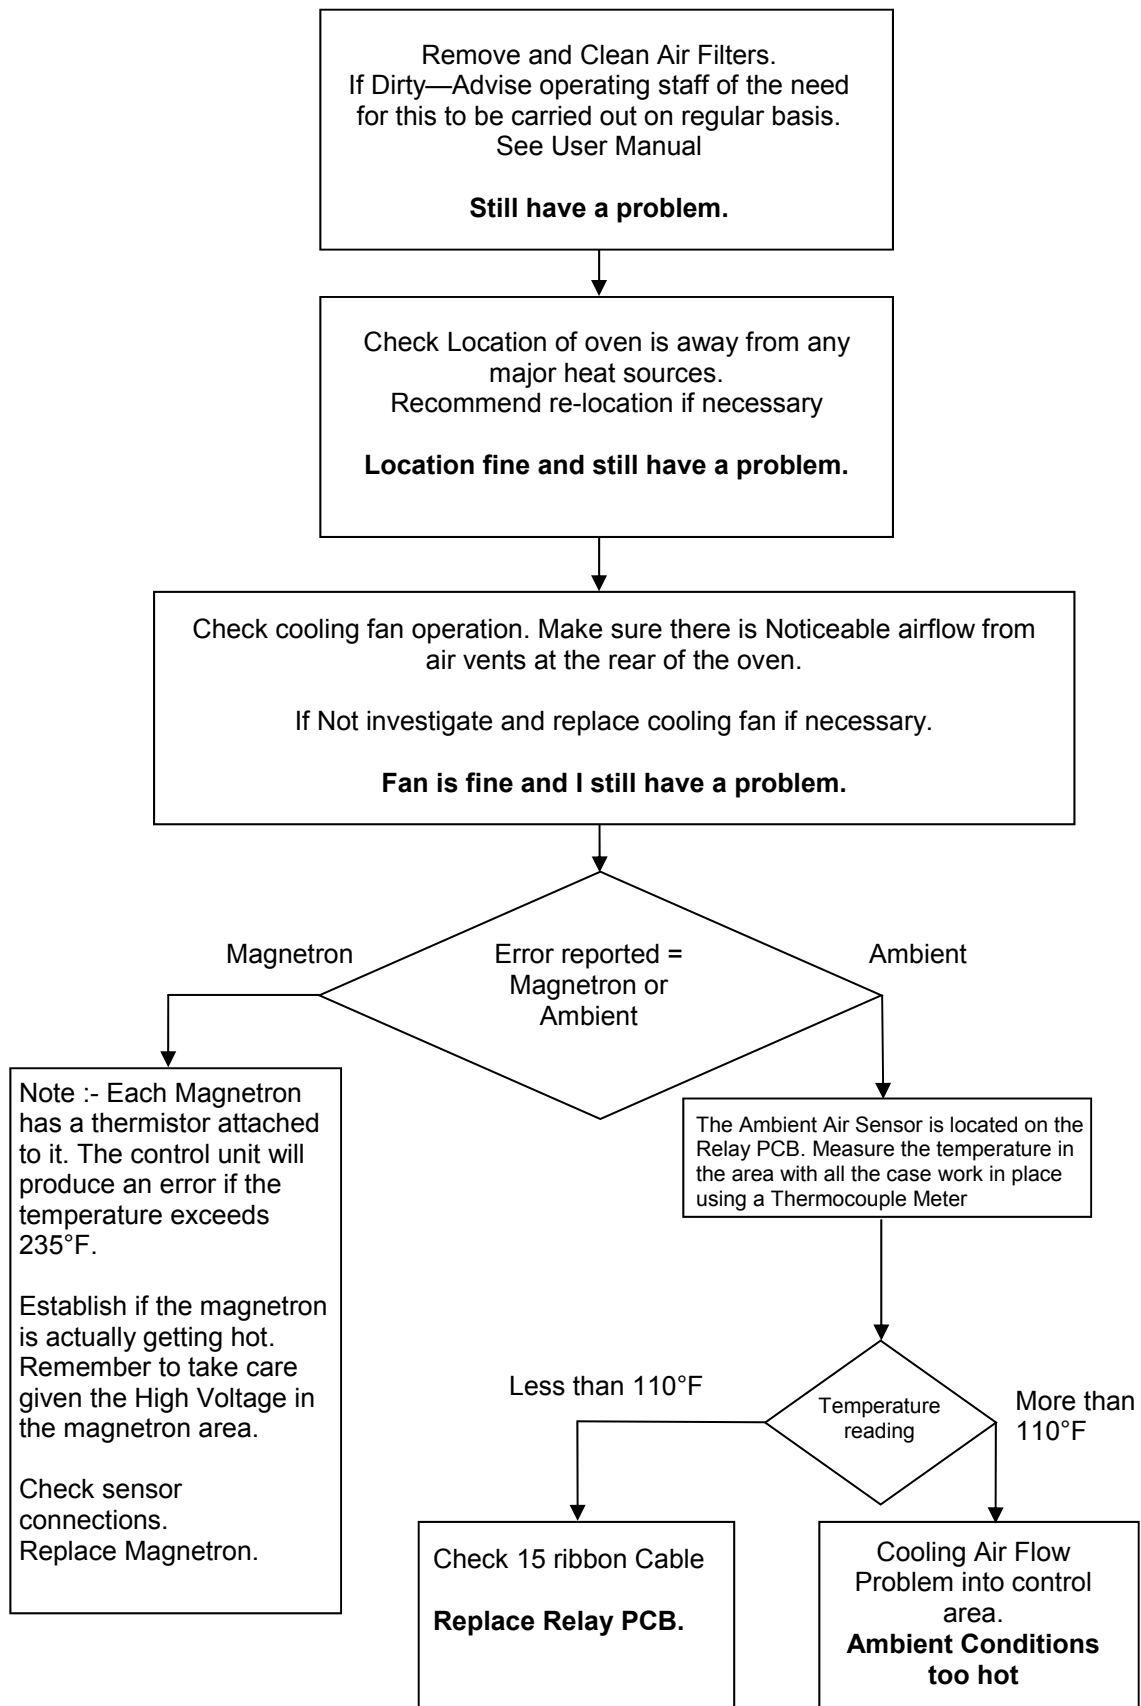 Remove and Clean Air Filters.
If Dirty—Advise operating staff of the need
for this to be carried out on regular basis.
See User Manual
Still have a problem.
Check Location of oven is away from any
major heat sources.
Recommend re-location if necessary
Location fine and still have a problem.
Check cooling fan operation. Make sure there is Noticeable airflow from
air vents at the rear of the oven.
If Not investigate and replace cooling fan if necessary.
Fan is fine and I still have a problem.
Magnetron
Error reported =
Magnetron or
Ambient
Ambient
Note :- Each Magnetron
has a thermistor attached
to it. The control unit will
produce an error if the
temperature exceeds
235°F.
Establish if the magnetron
is actually getting hot.
Remember to take care
given the High Voltage in
the magnetron area.
Check sensor
connections.
Replace Magnetron.
The Ambient Air Sensor is located on the
Relay PCB. Measure the temperature in
the area with all the case work in place
using a Thermocouple Meter
Less than 110°F
Temperature
reading
More than
110°F
Check 15 ribbon Cable
Replace Relay PCB.
Cooling Air Flow
Problem into control
area.
Ambient Conditions
too hot